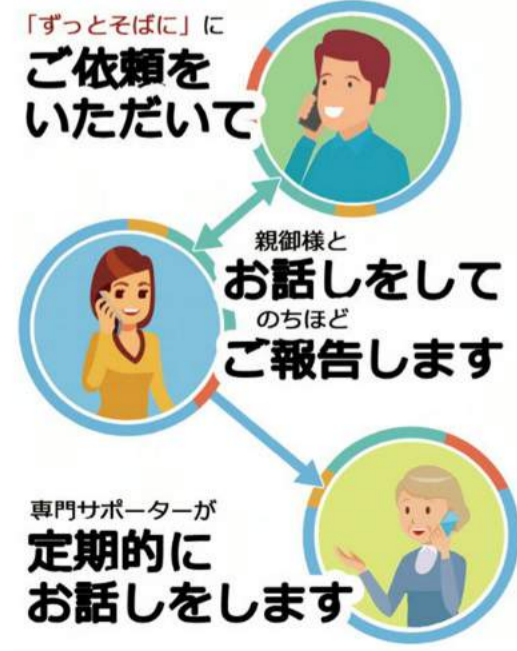 「ずっとそばに」に
ご依頼を
いただいて
親御様と
お話しをして
のちほど
ご報告します
専門サポーターが
定期的に
お話しをします